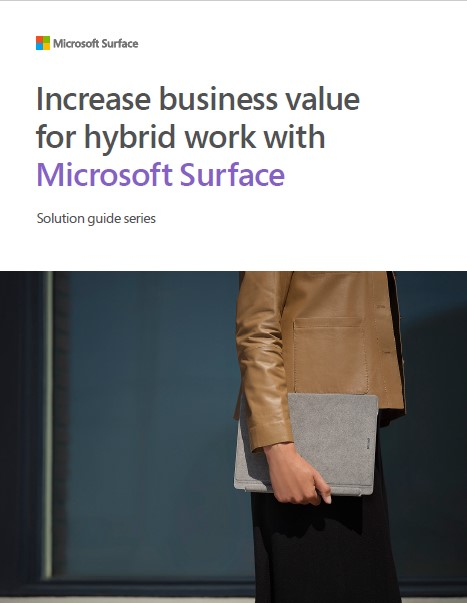 Microsoft Surface
Increase business value
for hybrid work with
Microsoft Surface
Solution guide series